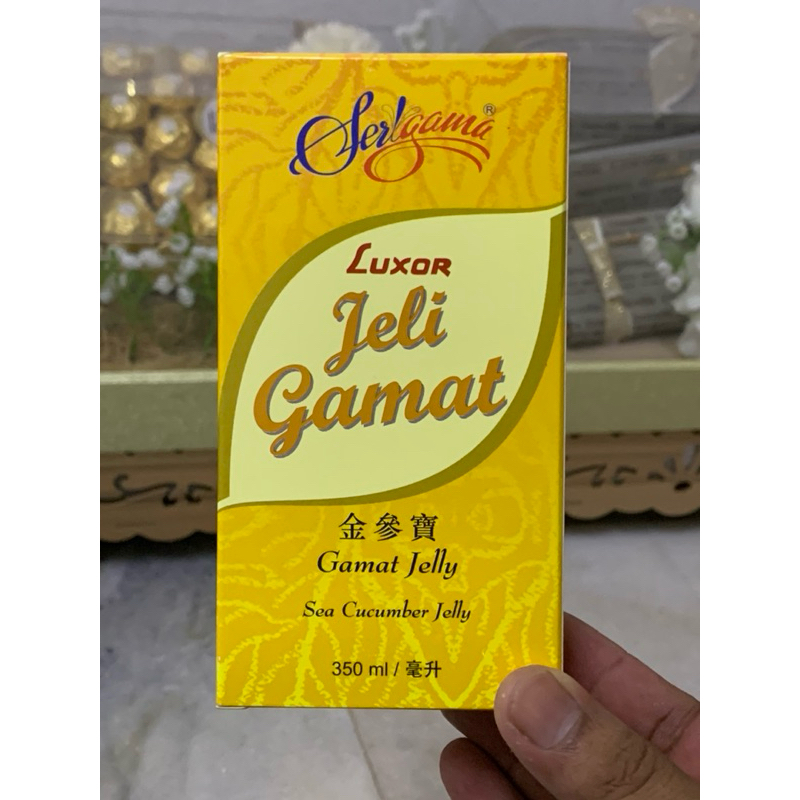 Serigama®
Luxor
Jeli
Gamat
金參寶
Gamat Jelly
Sea Cucumber Jelly
350 ml / 毫升